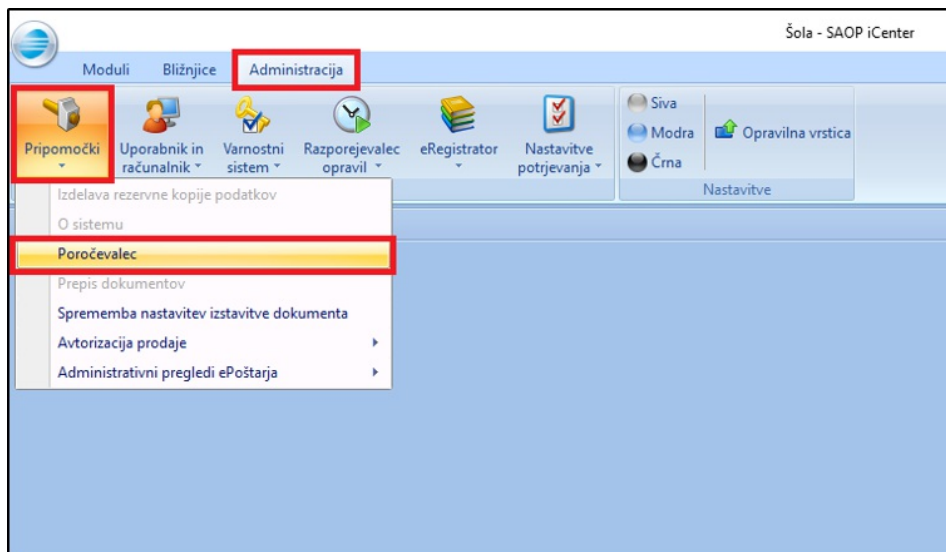 Šola - SAOP iCenter
Moduli Bližnjice Administracija
Pripomočki
Uporabnik in računalnik
Varnostni sistem
Razporejevalec opravil
eRegistrator
Nastavitve potrjevanja
Siva
Modra
Črna
Opravilna vrstica
Nastavitve
Izdelava rezervne kopije podatkov
O sistemu
Poročevalec
Prepis dokumentov
Sprememba nastavitev izstavitve dokumenta
Avtorizacija prodaje
Administrativni pregledi ePoštarja